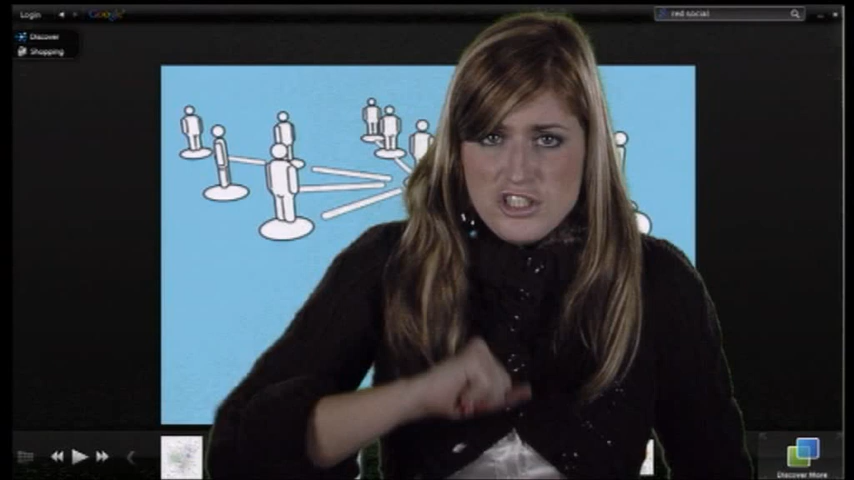 Login
Google
red social
Discover
Shopping
Discover More